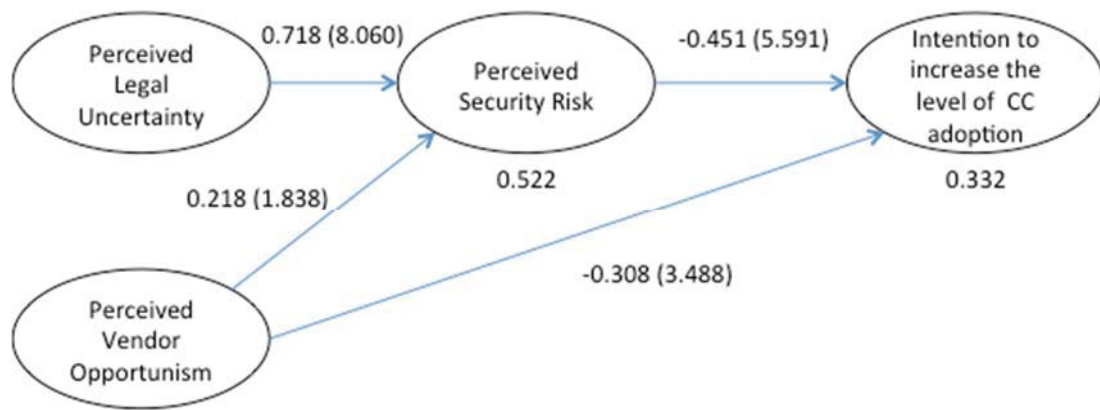 Perceived
Legal
Uncertainty
0.718 (8.060)
Perceived
Security Risk
0.522
-0.451 (5.591)
Intention to
increase the
level of CC
adoption
0.332
0.218 (1.838)
-0.308 (3.488)
Perceived
Vendor
Opportunism